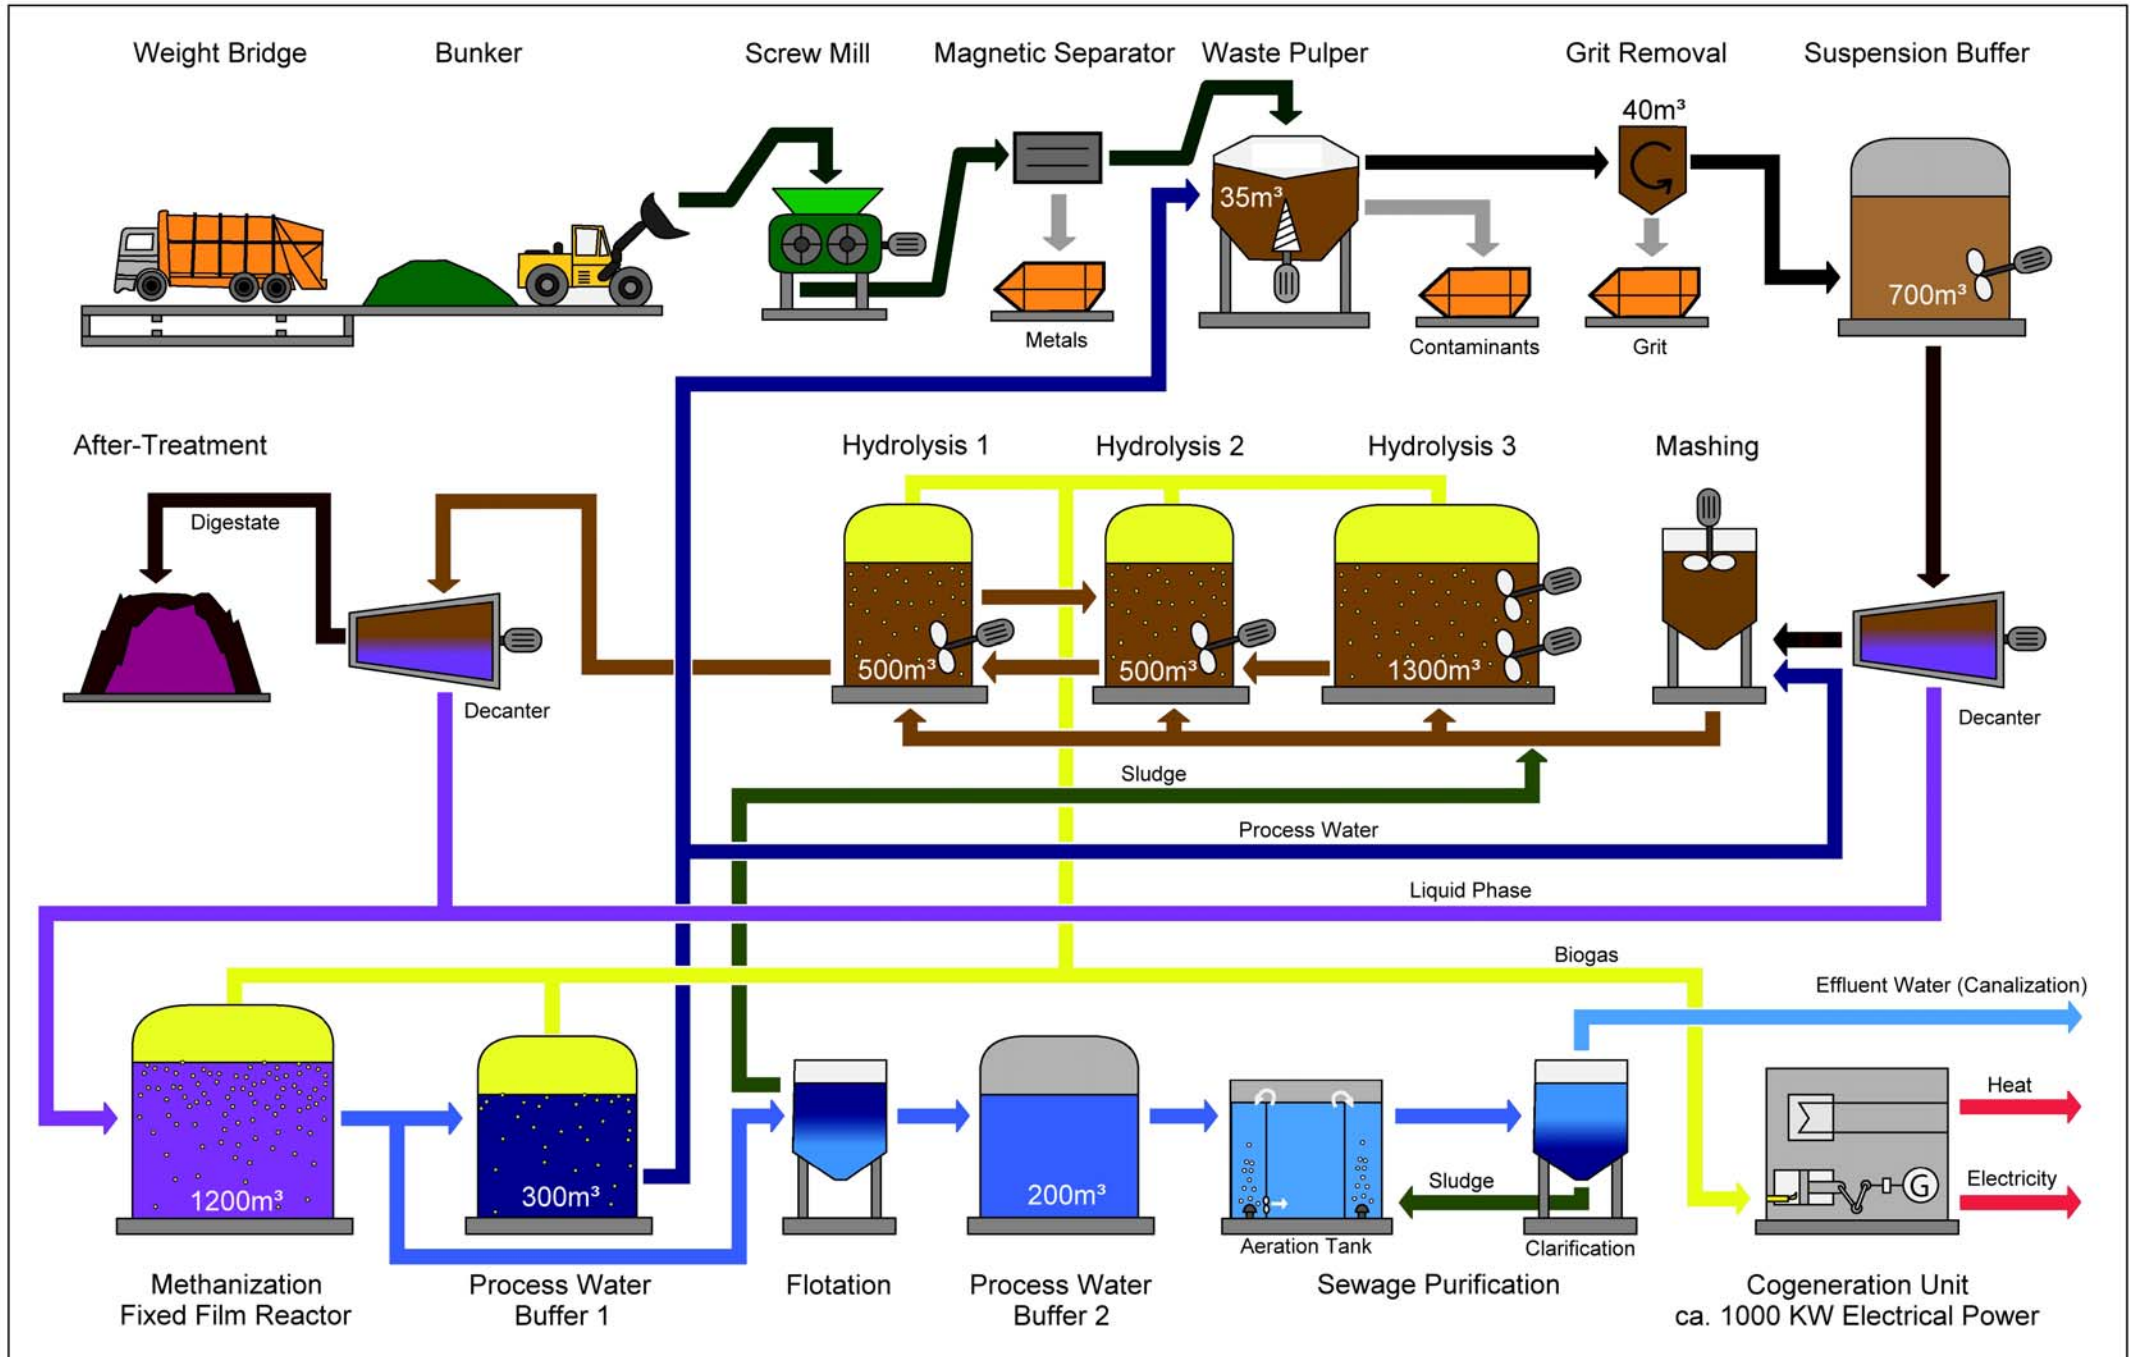 Weight Bridge
Bunker
Screw Mill
Magnetic Separator
Waste Pulper
Grit Removal
Suspension Buffer
40m³
35m³
700m³
Metals
Contaminants
Grit
After-Treatment
Hydrolysis 1
Hydrolysis 2
Hydrolysis 3
Mashing
Digestate
500m³
500m³
1300m³
Decanter
Decanter
Sludge
Process Water
Liquid Phase
Biogas
Effluent Water (Canalization)
Heat
Electricity
G
1200m³
300m³
200m³
Sludge
Aeration Tank
Clarification
Methanization
Fixed Film Reactor
Process Water
Buffer 1
Flotation
Process Water
Buffer 2
Sewage Purification
Cogeneration Unit
ca. 1000 KW Electrical Power